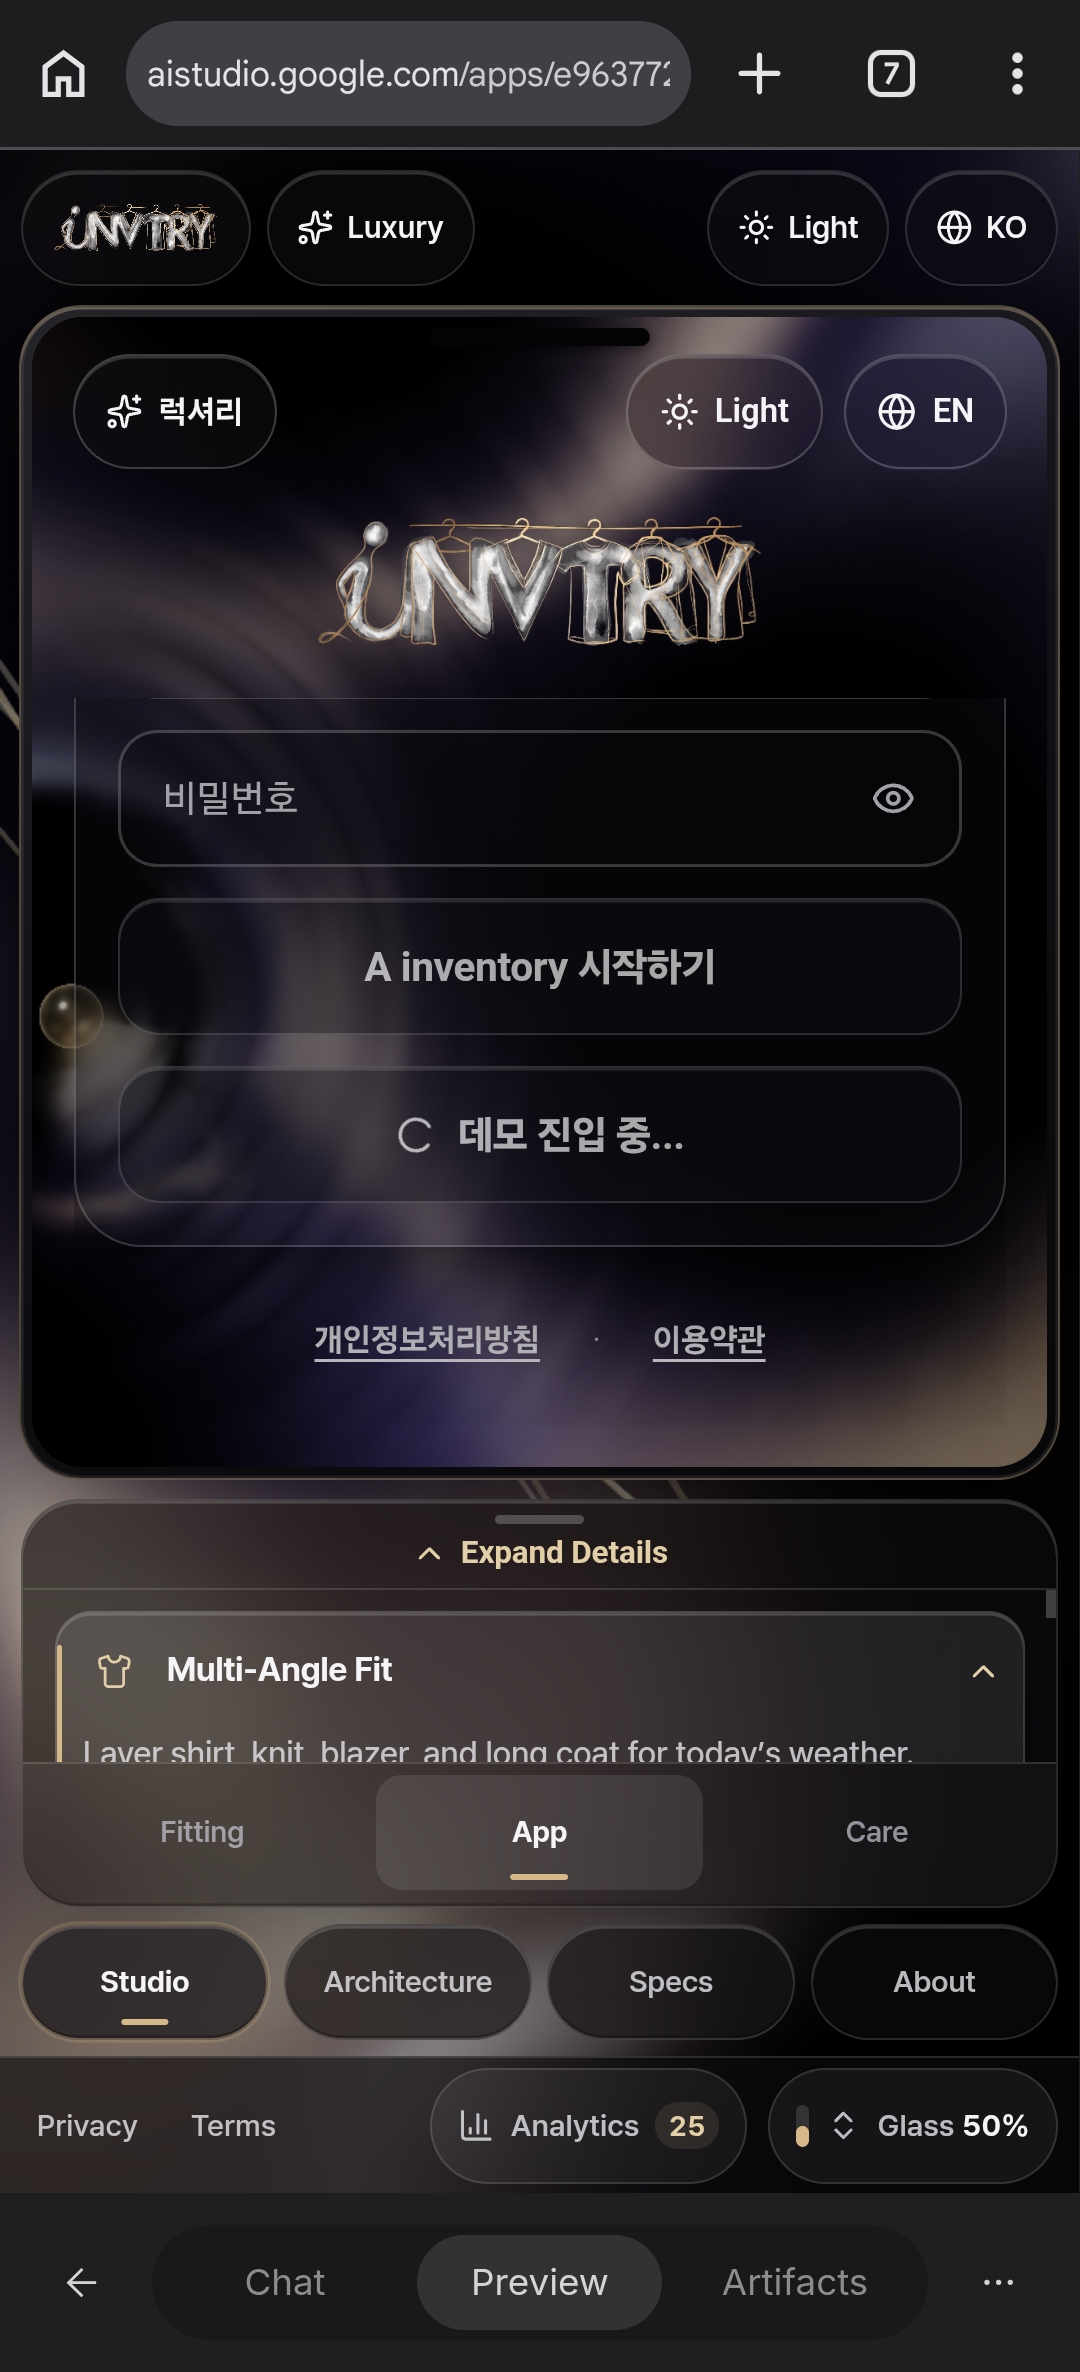 aistudio.google.com/apps/e963772
7
iNVTRY
Luxury
Light
KO
럭셔리
Light
EN
iNVTRY
비밀번호
A inventory 시작하기
데모 진입 중...
개인정보처리방침 · 이용약관
Expand Details
Multi-Angle Fit
Layer shirt, knit, blazer, and long coat for today’s weather.
Fitting
App
Care
Studio
Architecture
Specs
About
Privacy
Terms
Analytics 25
Glass 50%
Chat
Preview
Artifacts